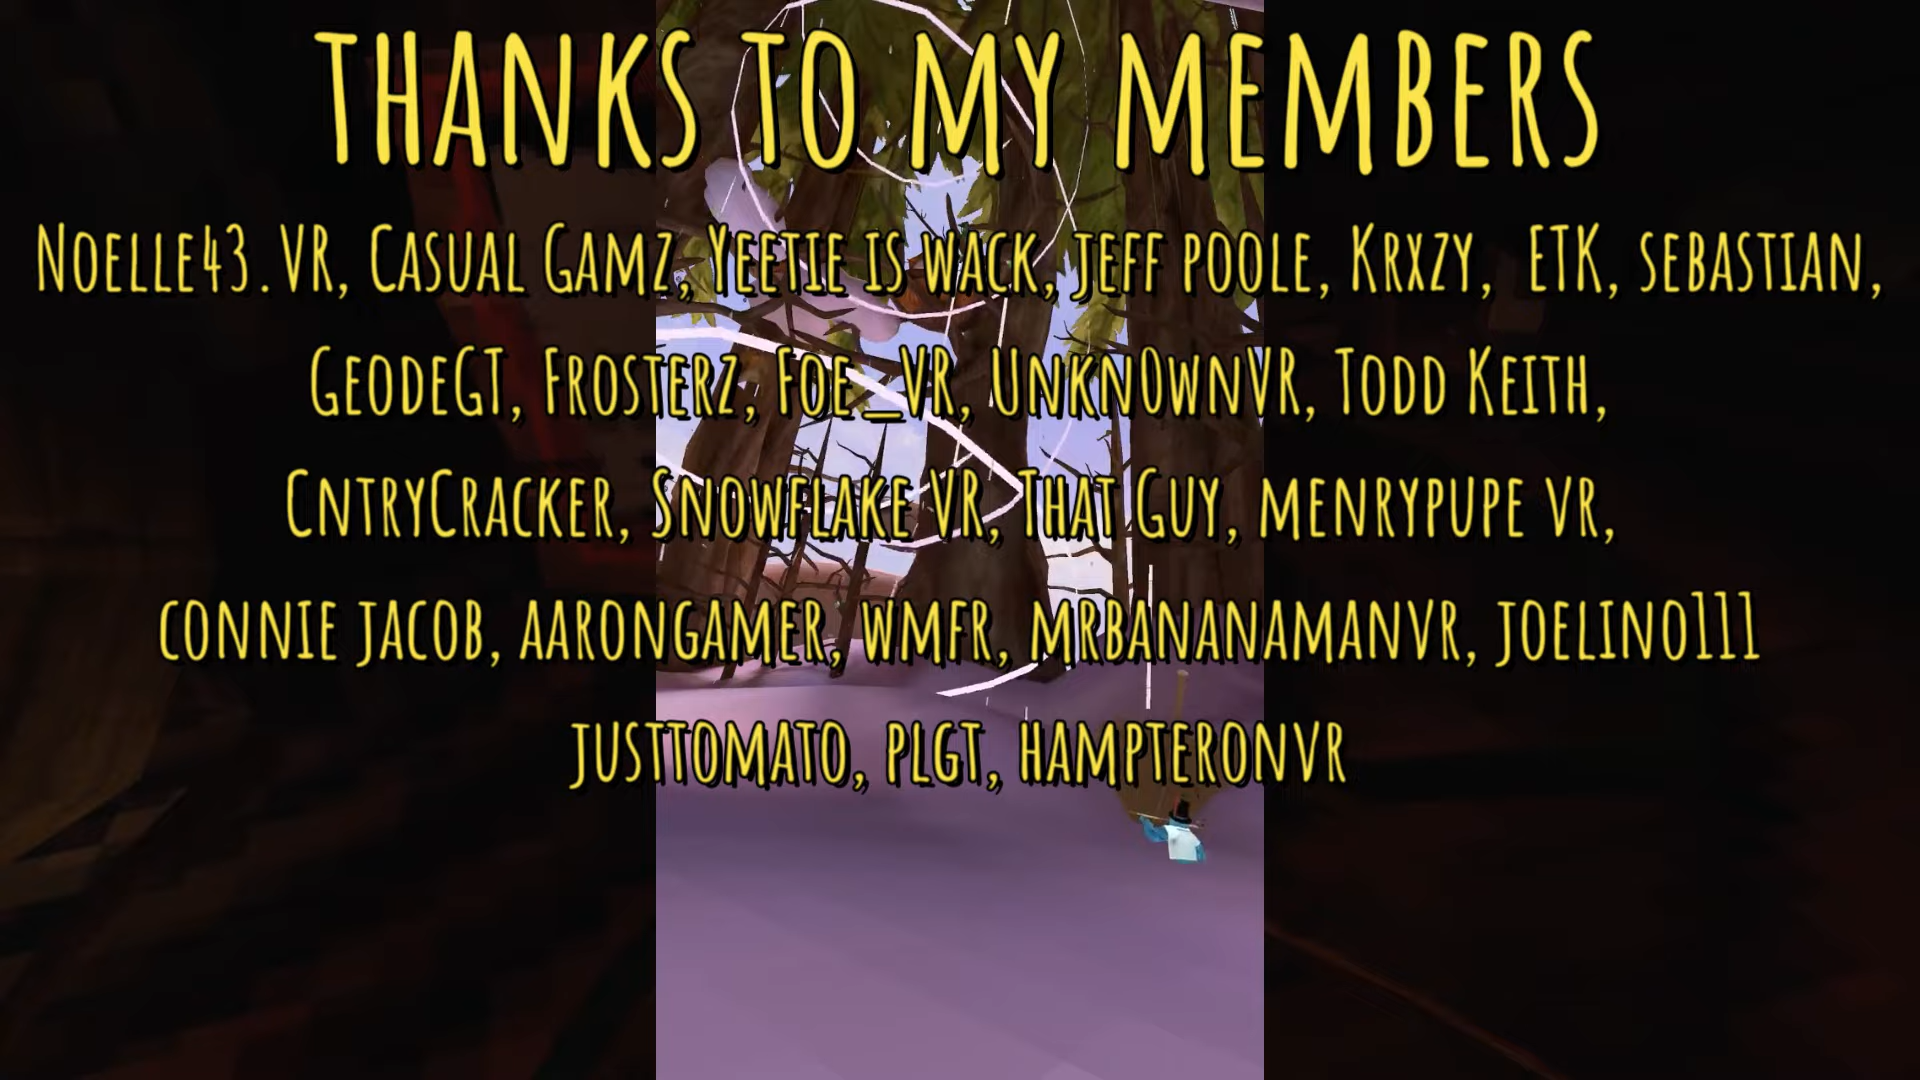 THANKS TO MY MEMBERS
NOELLE43.VR, CASUAL GAMZ, YEETIE IS WACK, JEFF POOLE, KRXZY, ETK, SEBASTIAN,
GEODEGT, FROSTERZ, FOE_VR, UNKN0WNVR, TODD KEITH,
CNTRYCRACKER, SNOWFLAKE VR, THAT GUY, MENRYPUPE VR,
CONNIE JACOB, AARONGAMER, WMFR, MRBANANAMANVR, JOELINO111
JUSTTOMATO, PLGT, HAMPTERONVR